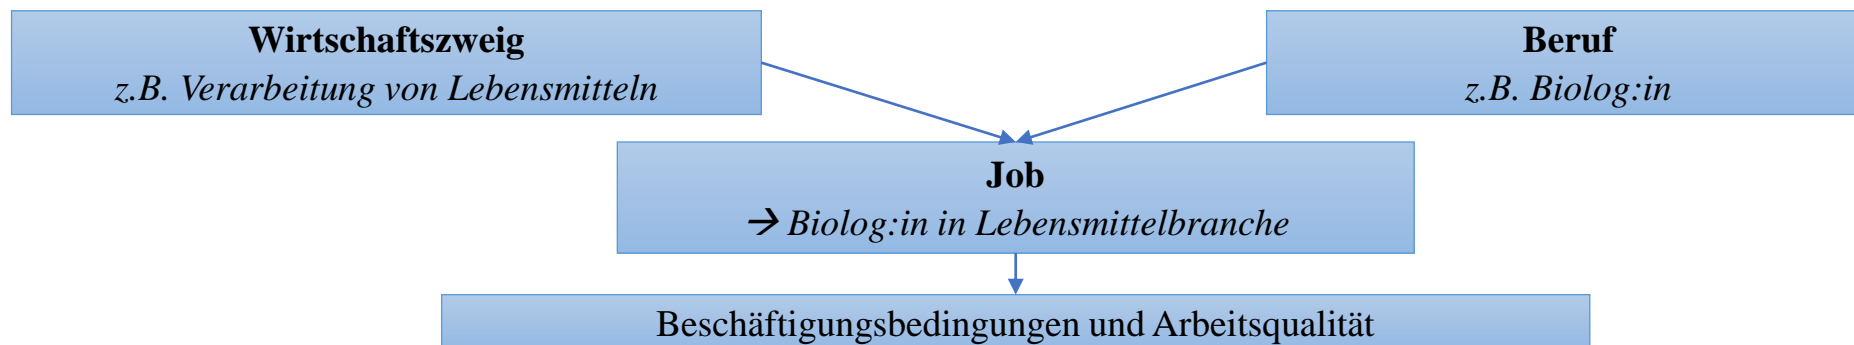 Wirtschaftszweig
z.B. Verarbeitung von Lebensmitteln
Beruf
z.B. Biolog:in
Job
→ Biolog:in in Lebensmittelbranche
Beschäftigungsbedingungen und Arbeitsqualität